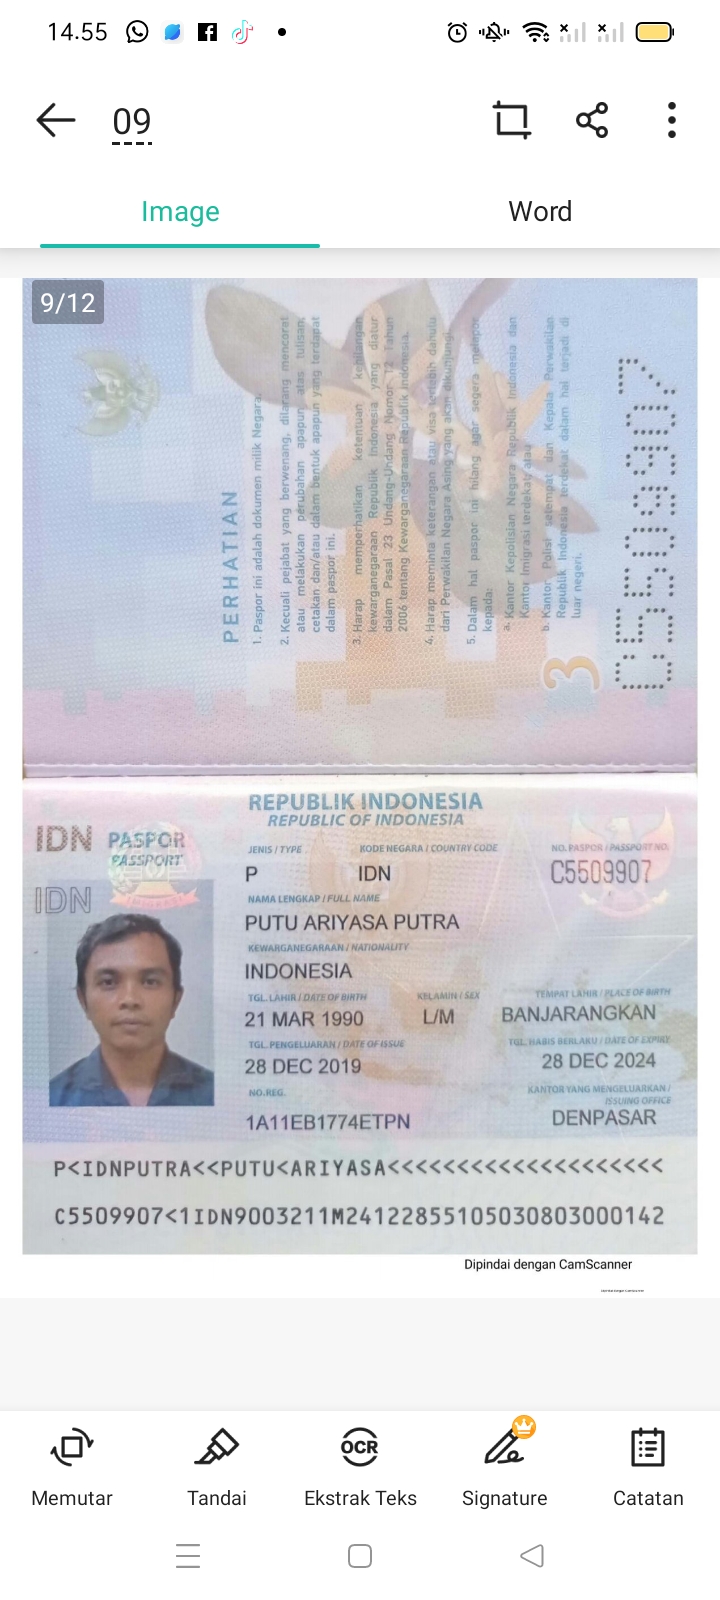 14.55
09
Image
Word
9/12
PERHATIAN
1. Paspor ini adalah dokumen milik Negara.
2. Kecuali pejabat yang berwenang, dilarang mencorat
atau melakukan perubahan apapun, atas tulisan,
cetakan dan/atau dalam bentuk apapun yang terdapat
dalam paspor ini.
3. Harap memperhatikan ketentuan kehilangan
kewarganegaraan Republik Indonesia yang diatur
dalam Pasal 23 Undang-Undang Nomor 12 Tahun
2006 tentang Kewarganegaraan Republik Indonesia.
4. Harap meminta keterangan atau visa terlebih dahulu
dari Perwakilan Negara Asing yang akan dikunjungi.
5. Dalam hal paspor ini hilang agar segera melapor
kepada:
a. Kantor Kepolisian Negara Republik Indonesia dan
Kantor Imigrasi terdekat; atau
b. Kantor Polisi setempat dan Kepala Perwakilan
Republik Indonesia terdekat dalam hal terjadi di
luar negeri.
3
C5509907
REPUBLIK INDONESIA
REPUBLIC OF INDONESIA
IDN PASPOR
PASSPORT
IDN
JENIS / TYPE KODE NEGARA / COUNTRY CODE NO. PASPOR / PASSPORT NO.
P IDN C5509907
NAMA LENGKAP / FULL NAME
PUTU ARIYASA PUTRA
KEWARGANEGARAAN / NATIONALITY
INDONESIA
TGL. LAHIR / DATE OF BIRTH KELAMIN / SEX TEMPAT LAHIR / PLACE OF BIRTH
21 MAR 1990 L/M BANJARANGKAN
TGL. PENGELUARAN / DATE OF ISSUE TGL. HABIS BERLAKU / DATE OF EXPIRY
28 DEC 2019 28 DEC 2024
NO. REG. KANTOR YANG MENGELUARKAN /
ISSUING OFFICE
1A11EB1774ETPN DENPASAR
P<IDNPUTRA<<PUTU<ARIYASA<<<<<<<<<<<<<<<<<<<<
C5509907<1IDN9003211M2412285510503080300​0142
Dipindai dengan CamScanner
Memutar
Tandai
OCR
Ekstrak Teks
Signature
Catatan